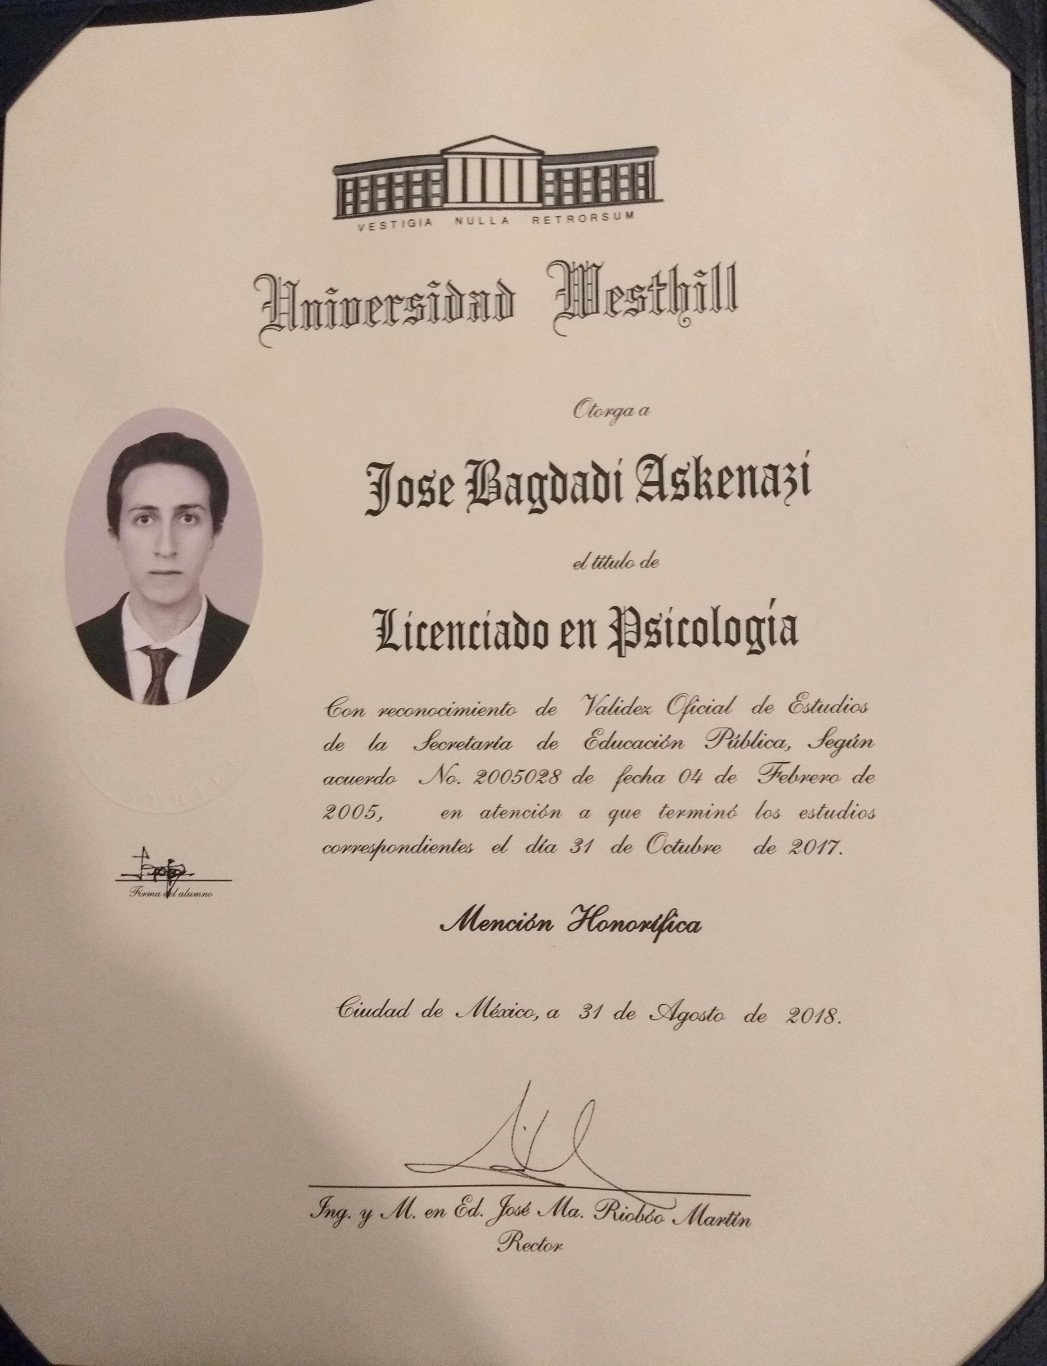 VESTIGIA NULLA RETRORSUM
Universidad Westhill
Otorga a
Jose Bagdadi Askenazi
el título de
Licenciado en Psicología
Con reconocimiento de Validez Oficial de Estudios
de la Secretaría de Educación Pública, Según
acuerdo No. 2005028 de fecha 04 de Febrero de
2005, en atención a que terminó los estudios
correspondientes el día 31 de Octubre de 2017.
Firma del alumno
Mención Honorífica
Ciudad de México, a 31 de Agosto de 2018.
Ing. y M. en Ed. José Ma. Riobóo Martín
Rector